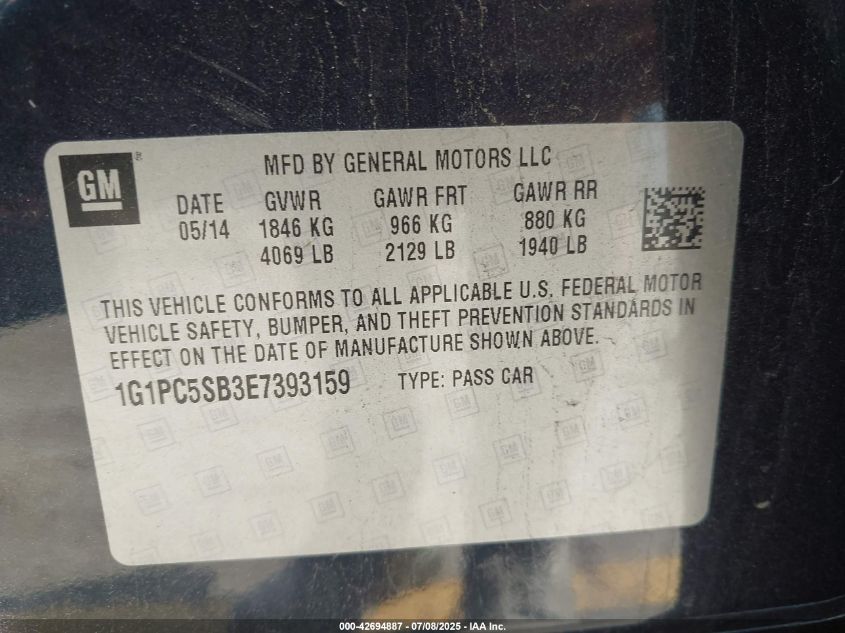 GM ®
MFD BY GENERAL MOTORS LLC
DATE GVWR GAWR FRT GAWR RR
05/14 1846 KG 966 KG 880 KG
4069 LB 2129 LB 1940 LB
THIS VEHICLE CONFORMS TO ALL APPLICABLE U.S. FEDERAL MOTOR
VEHICLE SAFETY, BUMPER, AND THEFT PREVENTION STANDARDS IN
EFFECT ON THE DATE OF MANUFACTURE SHOWN ABOVE.
1G1PC5SB3E7393159 TYPE: PASS CAR
000-42694887 - 07/08/2025 - IAA Inc.